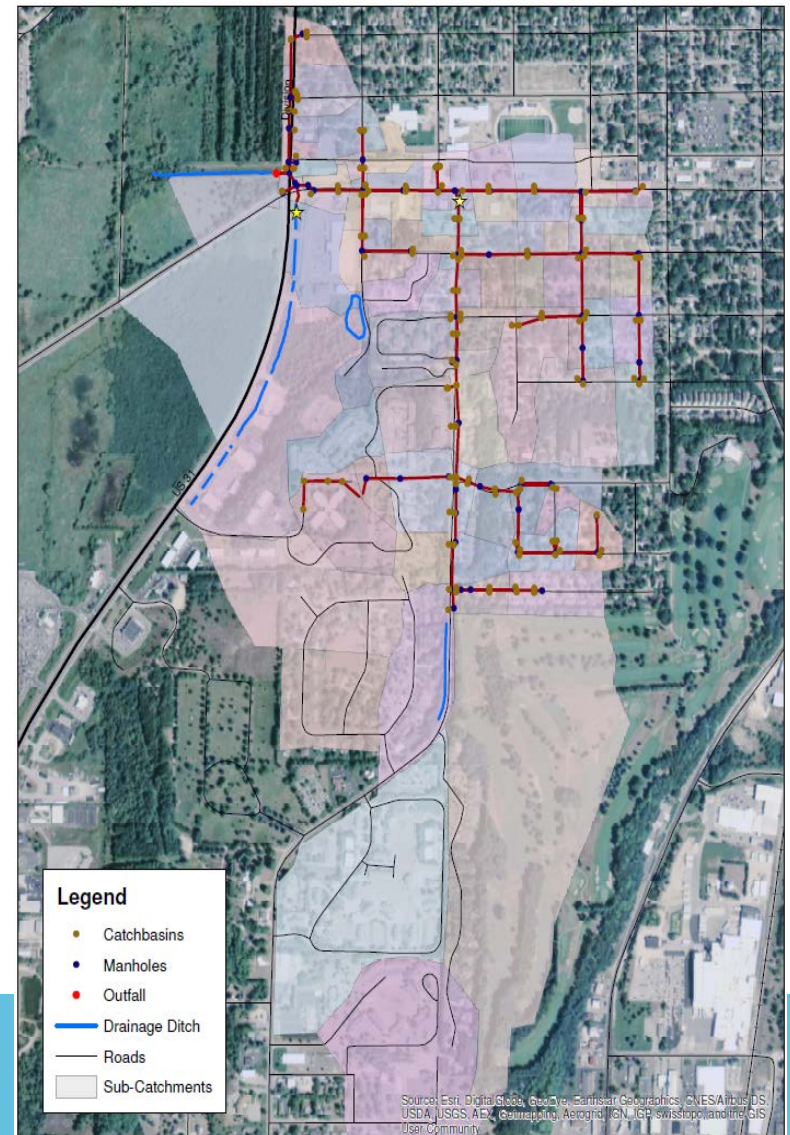 Division
US 31
Legend
Catchbasins
Manholes
Outfall
Drainage Ditch
Roads
Sub-Catchments
Source: Esri, DigitalGlobe, GeoEye, Earthstar Geographics, CNES/Airbus DS,
USDA, USGS, AEX, Getmapping, Aerogrid, IGN, IGP, swisstopo, and the GIS
User Community